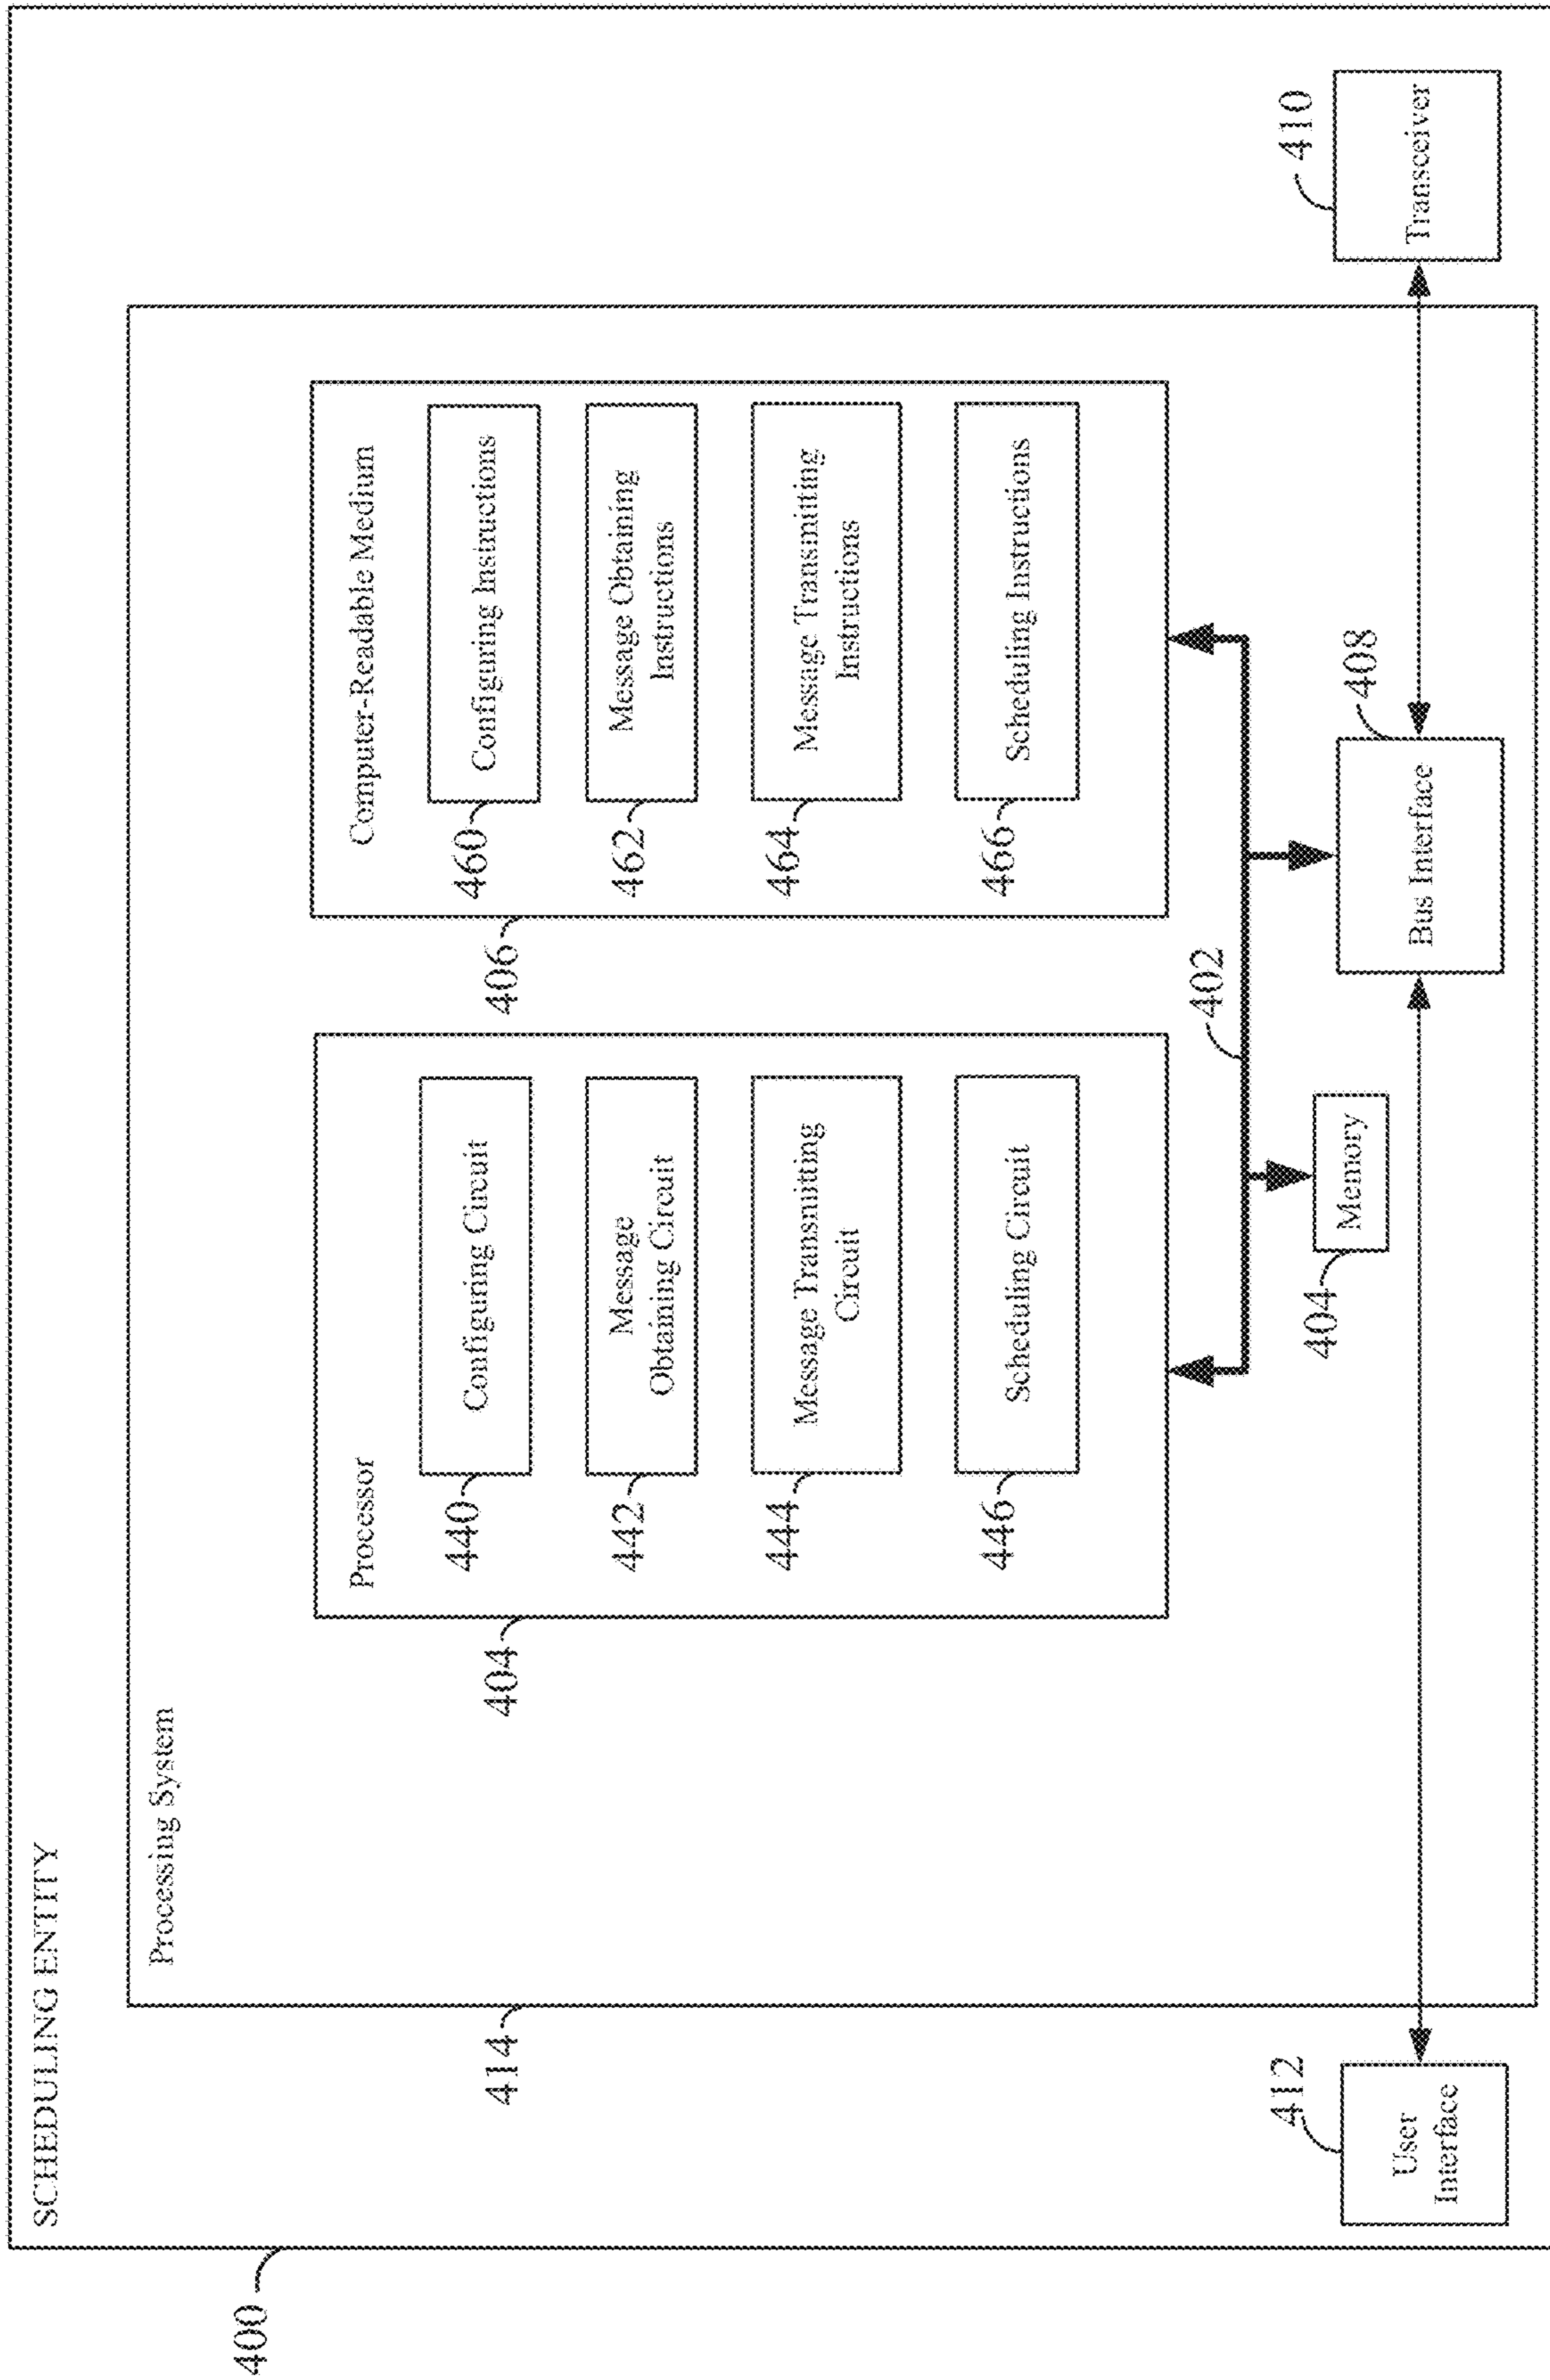 400
SCHEDULING ENTITY
414
Processing System
404
Processor
440
Configuring Circuit
442
Message
Obtaining Circuit
444
Message Transmitting
Circuit
446
Scheduling Circuit
406
Computer-Readable Medium
460
Configuring Instructions
462
Message Obtaining
Instructions
464
Message Transmitting
Instructions
466
Scheduling Instructions
402
404
Memory
408
Bus Interface
412
User
Interface
410
Transceiver